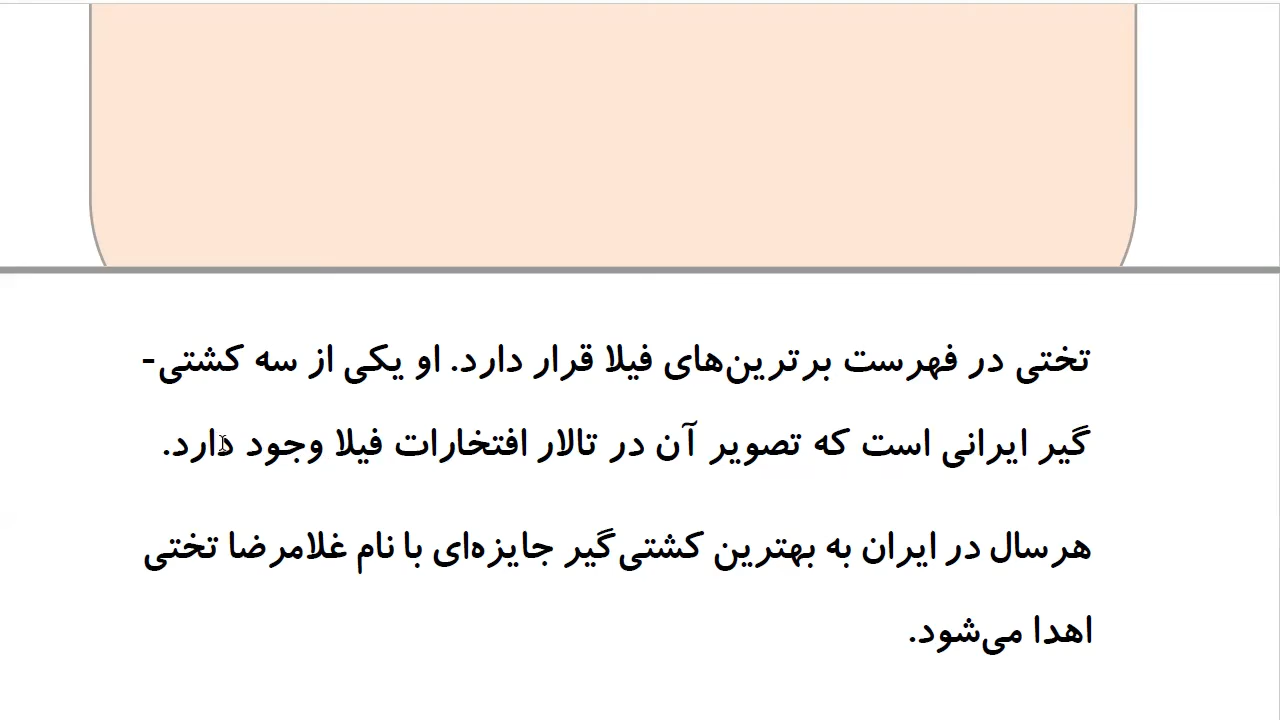 تختی در فهرست برترین‌های فیلا قرار دارد. او یکی از سه کشتی-
گیر ایرانی است که تصویر آن در تالار افتخارات فیلا وجود دارد.
هرسال در ایران به بهترین کشتی‌گیر جایزه‌ای با نام غلامرضا تختی
اهدا می‌شود.